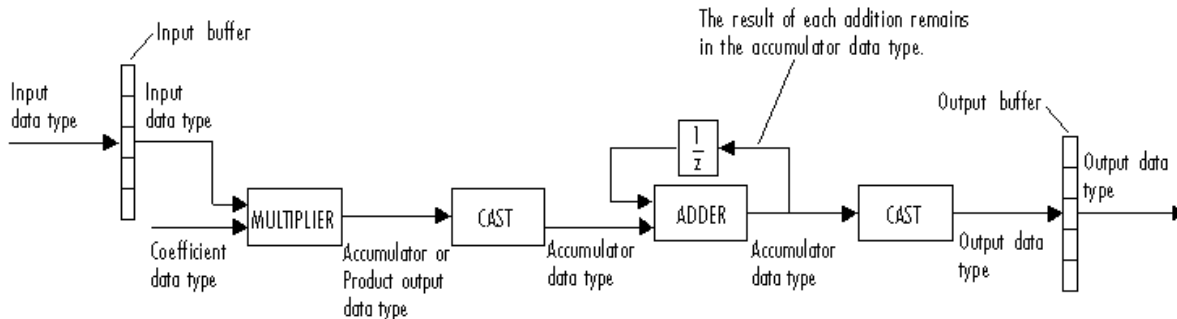 The result of each addition remains
in the accumulator data type.
Input buffer
Input
data type
Input
data type
Output buffer
1
z
Output data
type
MULTIPLIER
CAST
ADDER
CAST
Coefficient
data type
Accumulator or
Product output
data type
Accumulator
data type
Accumulator
data type
Output data
type